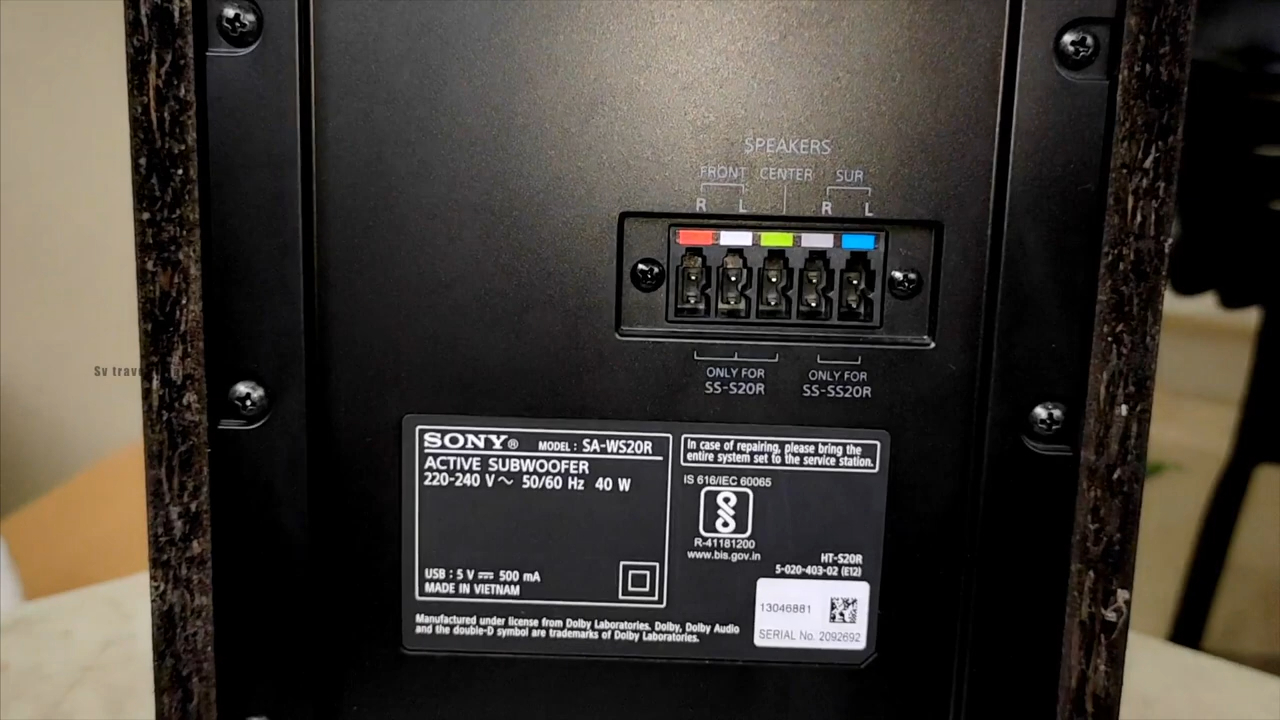 SPEAKERS
FRONT CENTER SUR
R L R L
ONLY FOR
SS-S20R
ONLY FOR
SS-SS20R
Sv trave
SONY® MODEL : SA-WS20R
ACTIVE SUBWOOFER
220-240 V～ 50/60 Hz 40 W
USB : 5 V ⎓ 500 mA
MADE IN VIETNAM
In case of repairing, please bring the
entire system set to the service station.
IS 616/IEC 60065
R-41181200
www.bis.gov.in
HT-S20R
5-020-403-02 (E12)
13046881
SERIAL No. 2092692
Manufactured under license from Dolby Laboratories. Dolby, Dolby Audio
and the double-D symbol are trademarks of Dolby Laboratories.